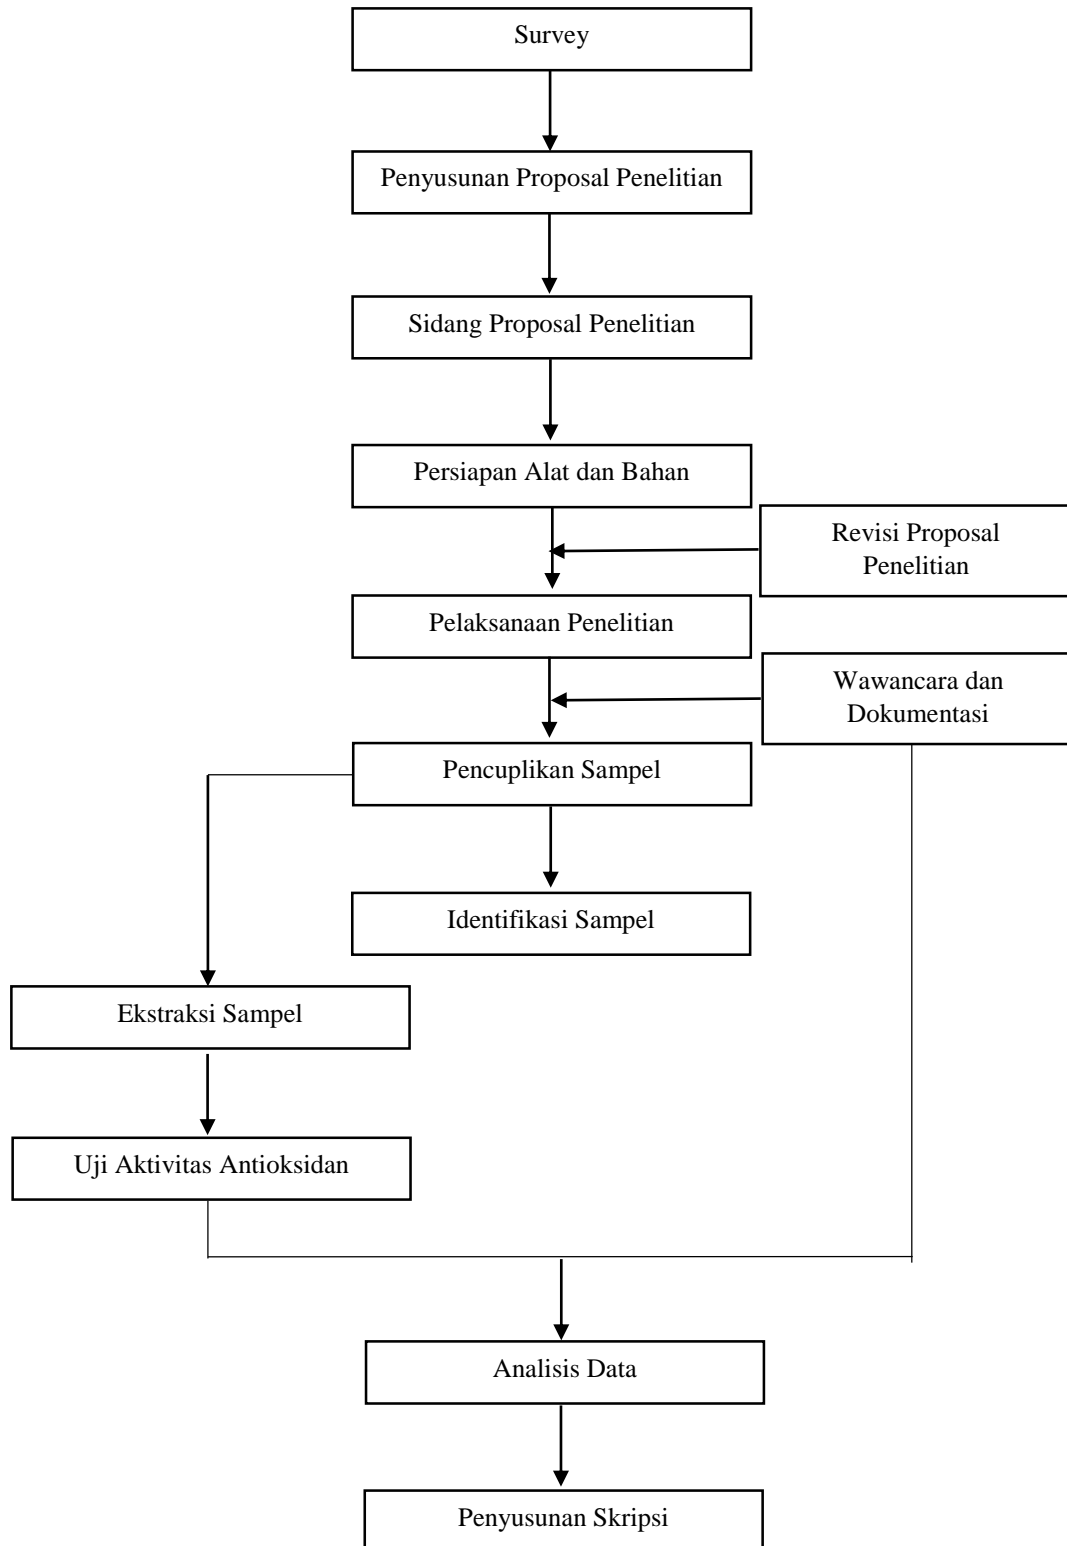 Survey
Penyusunan Proposal Penelitian
Sidang Proposal Penelitian
Persiapan Alat dan Bahan
Revisi Proposal
Penelitian
Pelaksanaan Penelitian
Wawancara dan
Dokumentasi
Pencuplikan Sampel
Identifikasi Sampel
Ekstraksi Sampel
Uji Aktivitas Antioksidan
Analisis Data
Penyusunan Skripsi